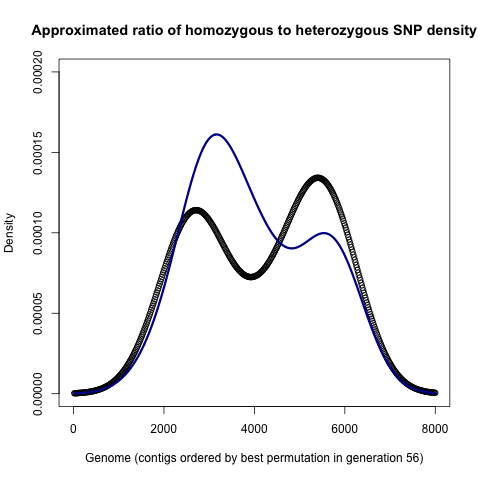 Approximated ratio of homozygous to heterozygous SNP density
0.00020
0.00015
0.00010
0.00005
0.00000
Density
0 2000 4000 6000 8000
Genome (contigs ordered by best permutation in generation 56)